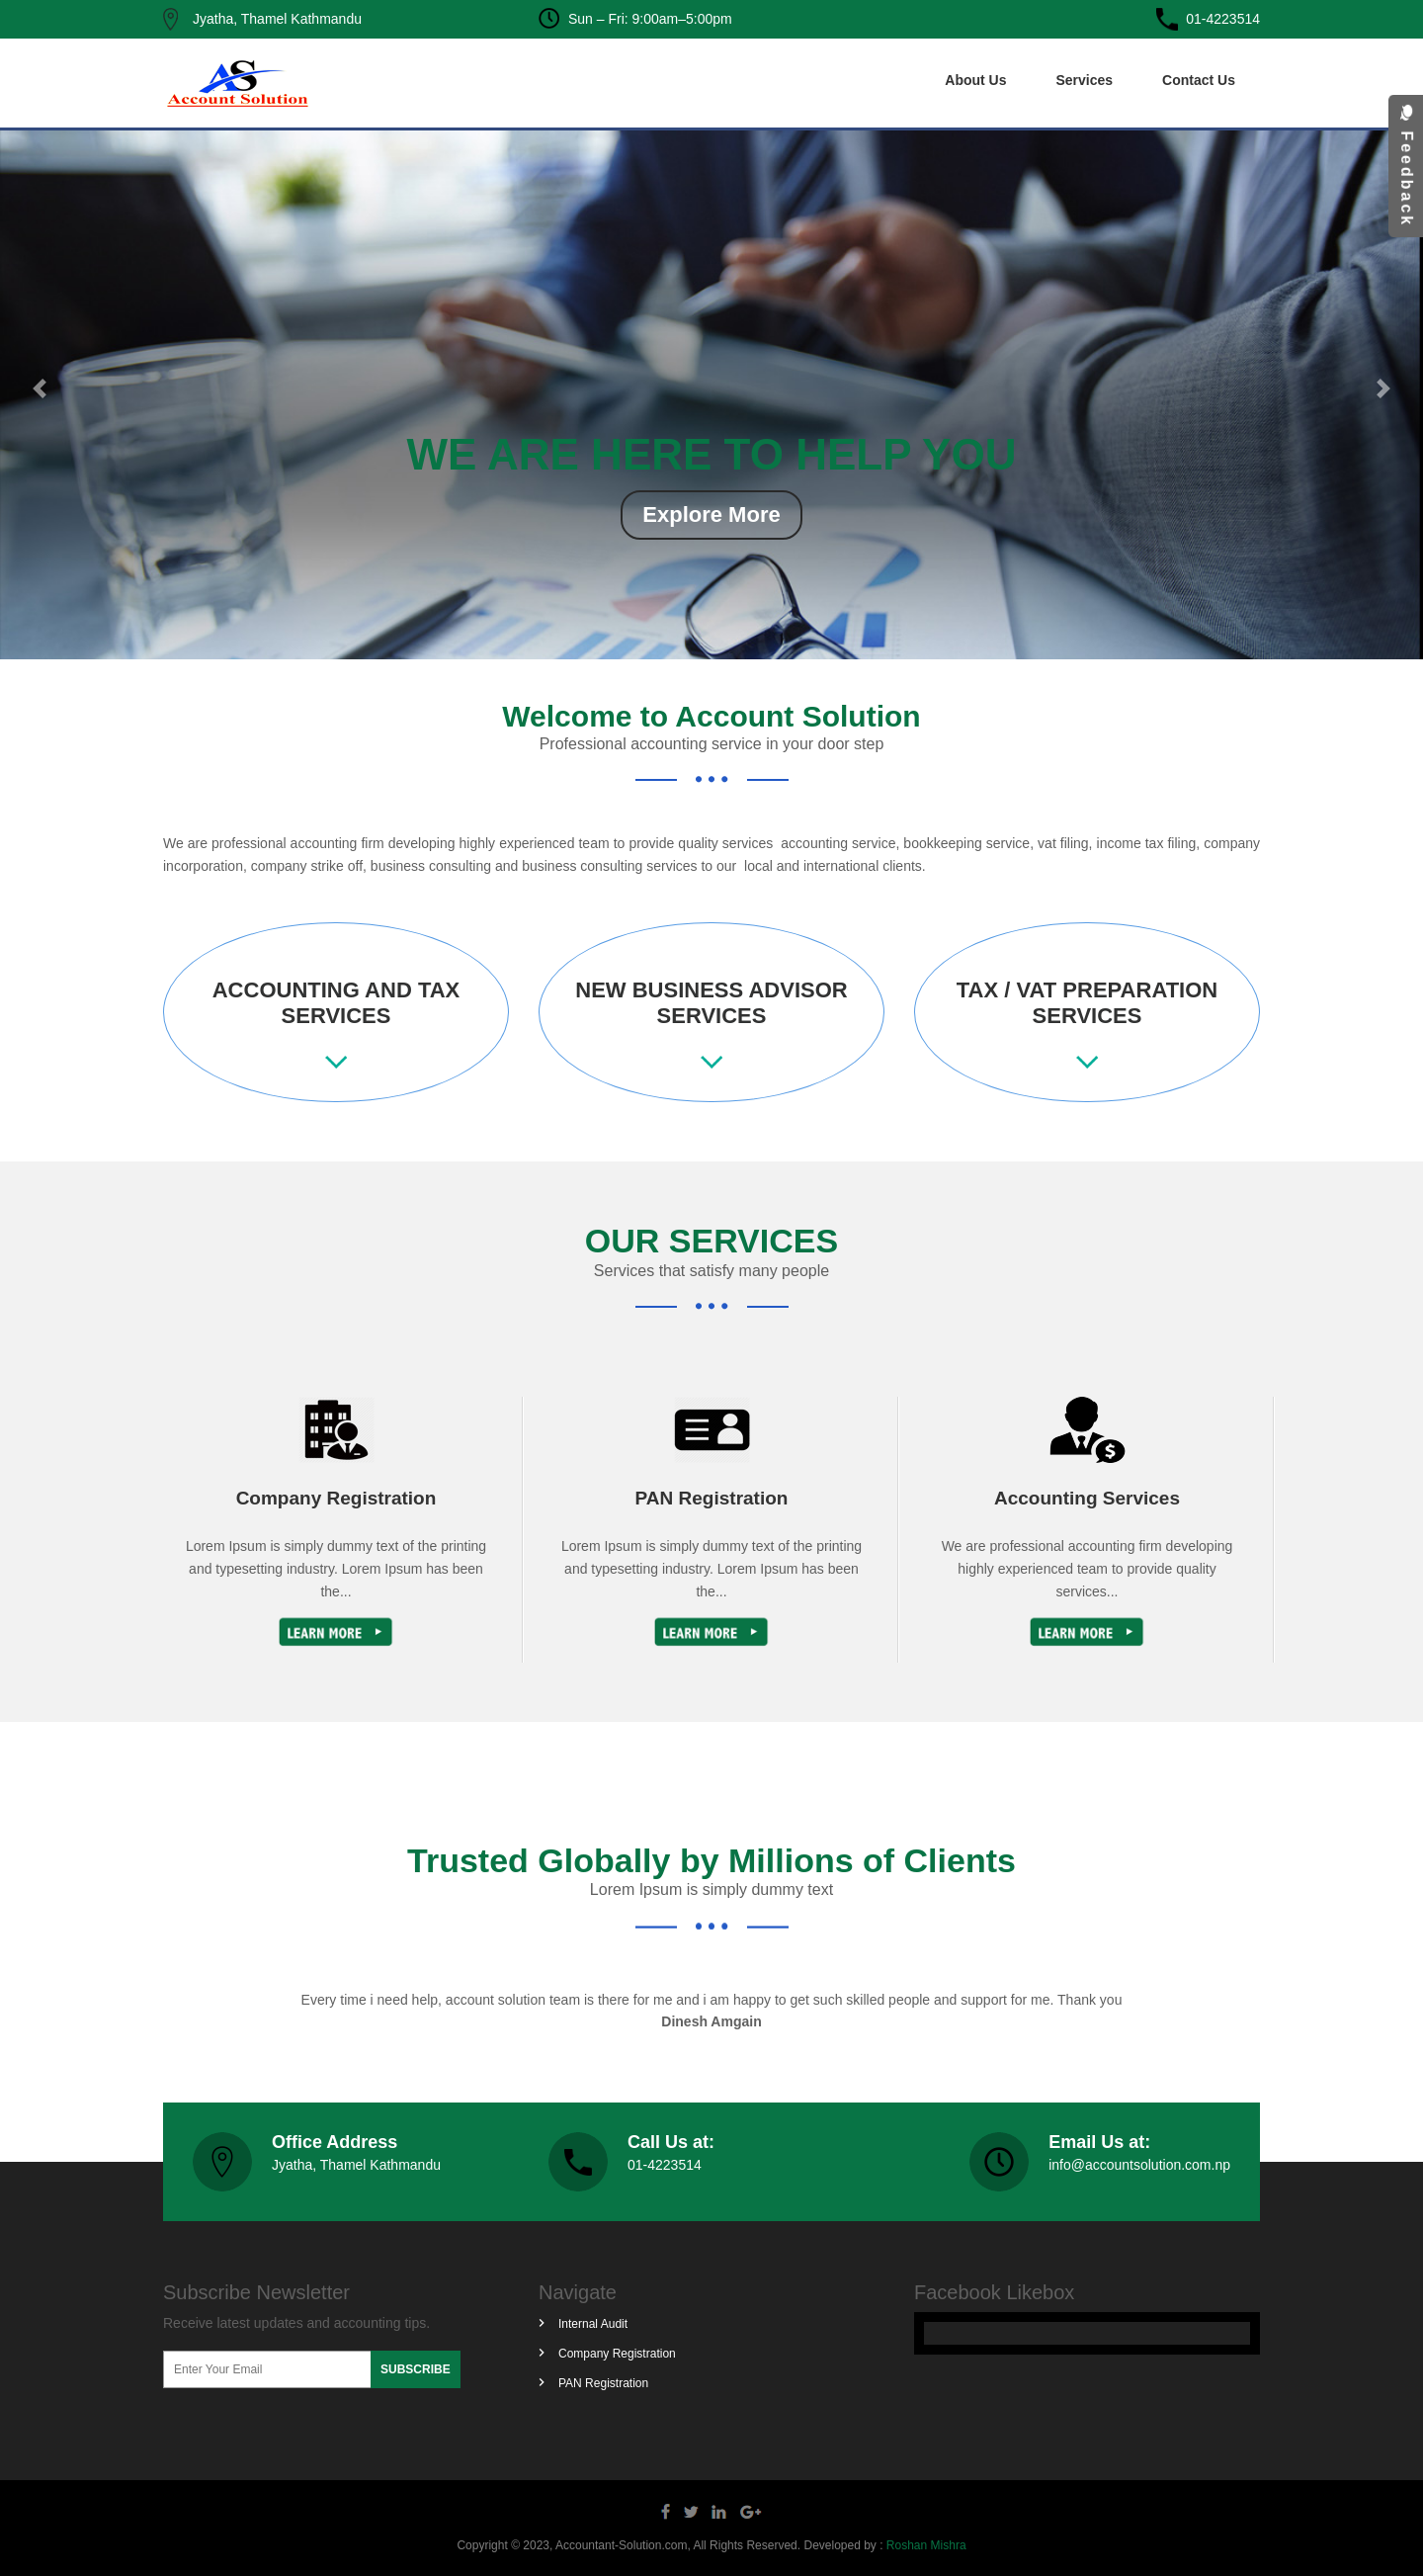 Jyatha, Thamel Kathmandu
Sun – Fri: 9:00am–5:00pm
01-4223514
AS
Account Solution
About Us
Services
Contact Us
Feedback
WE ARE HERE TO HELP YOU
Explore More
Welcome to Account Solution
Professional accounting service in your door step
We are professional accounting firm developing highly experienced team to provide quality services  accounting service, bookkeeping service, vat filing, income tax filing, company
incorporation, company strike off, business consulting and business consulting services to our  local and international clients.
ACCOUNTING AND TAX
SERVICES
NEW BUSINESS ADVISOR
SERVICES
TAX / VAT PREPARATION
SERVICES
OUR SERVICES
Services that satisfy many people
Company Registration
Lorem Ipsum is simply dummy text of the printing
and typesetting industry. Lorem Ipsum has been
the...
LEARN MORE
PAN Registration
Lorem Ipsum is simply dummy text of the printing
and typesetting industry. Lorem Ipsum has been
the...
LEARN MORE
Accounting Services
We are professional accounting firm developing
highly experienced team to provide quality
services...
LEARN MORE
Trusted Globally by Millions of Clients
Lorem Ipsum is simply dummy text
Every time i need help, account solution team is there for me and i am happy to get such skilled people and support for me. Thank you
Dinesh Amgain
Office Address
Jyatha, Thamel Kathmandu
Call Us at:
01-4223514
Email Us at:
info@accountsolution.com.np
Subscribe Newsletter
Receive latest updates and accounting tips.
Enter Your Email
SUBSCRIBE
Navigate
Internal Audit
Company Registration
PAN Registration
Facebook Likebox
Copyright © 2023, Accountant-Solution.com, All Rights Reserved. Developed by : Roshan Mishra